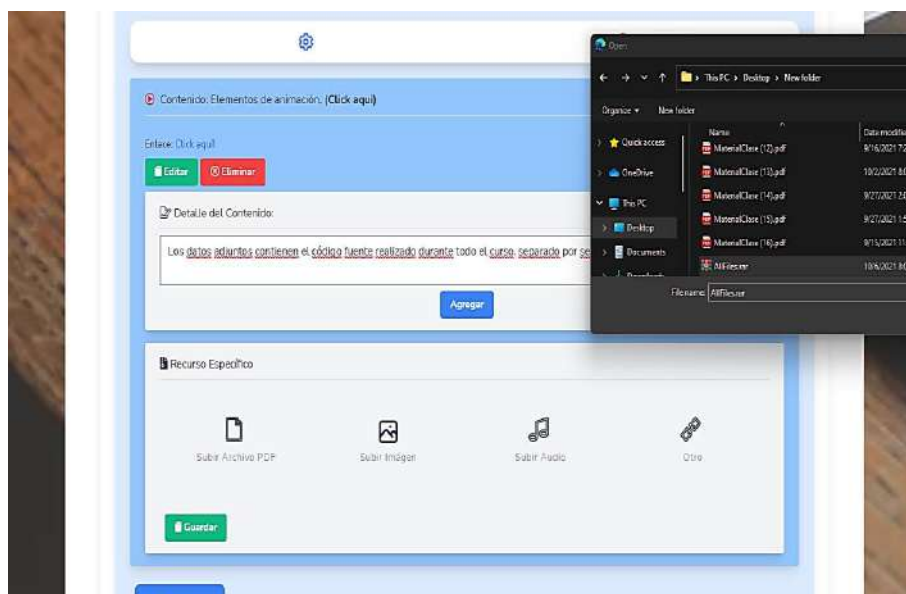 Open
This PC > Desktop > New folder
Organize
New folder
Contenido: Elementos de animación. (Click aquí)
Name
Date modifie
Quick access
MaterialClase (12).pdf
Enlace: Click aquí!
OneDrive
MaterialClase (13).pdf
Editar
Eliminar
This PC
MaterialClase (14).pdf
Desktop
MaterialClase (15).pdf
Detalle del Contenido:
Documents
MaterialClase (16).pdf
Los datos adjuntos contienen el código fuente realizado durante todo el curso, separado por se
AllFiles.rar
File name: AllFiles.rar
Agregar
Recurso Específico
Subir Archivo PDF
Subir Imágen
Subir Audio
Otro
Guardar